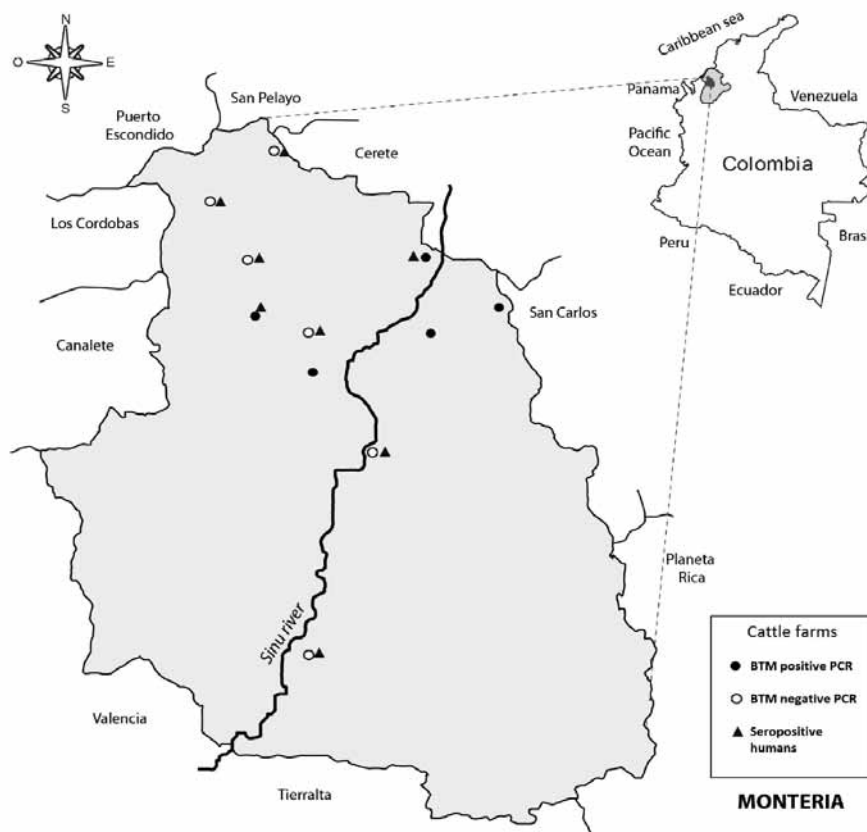 N
O
E
S
Caribbean sea
Panama
Venezuela
Pacific
Ocean
Colombia
Peru
Bras
Ecuador
San Pelayo
Puerto
Escondido
Cerete
Los Cordobas
San Carlos
Canalete
Planeta
Rica
Sinu river
Valencia
Tierralta
Cattle farms
BTM positive PCR
BTM negative PCR
Seropositive
humans
MONTERIA